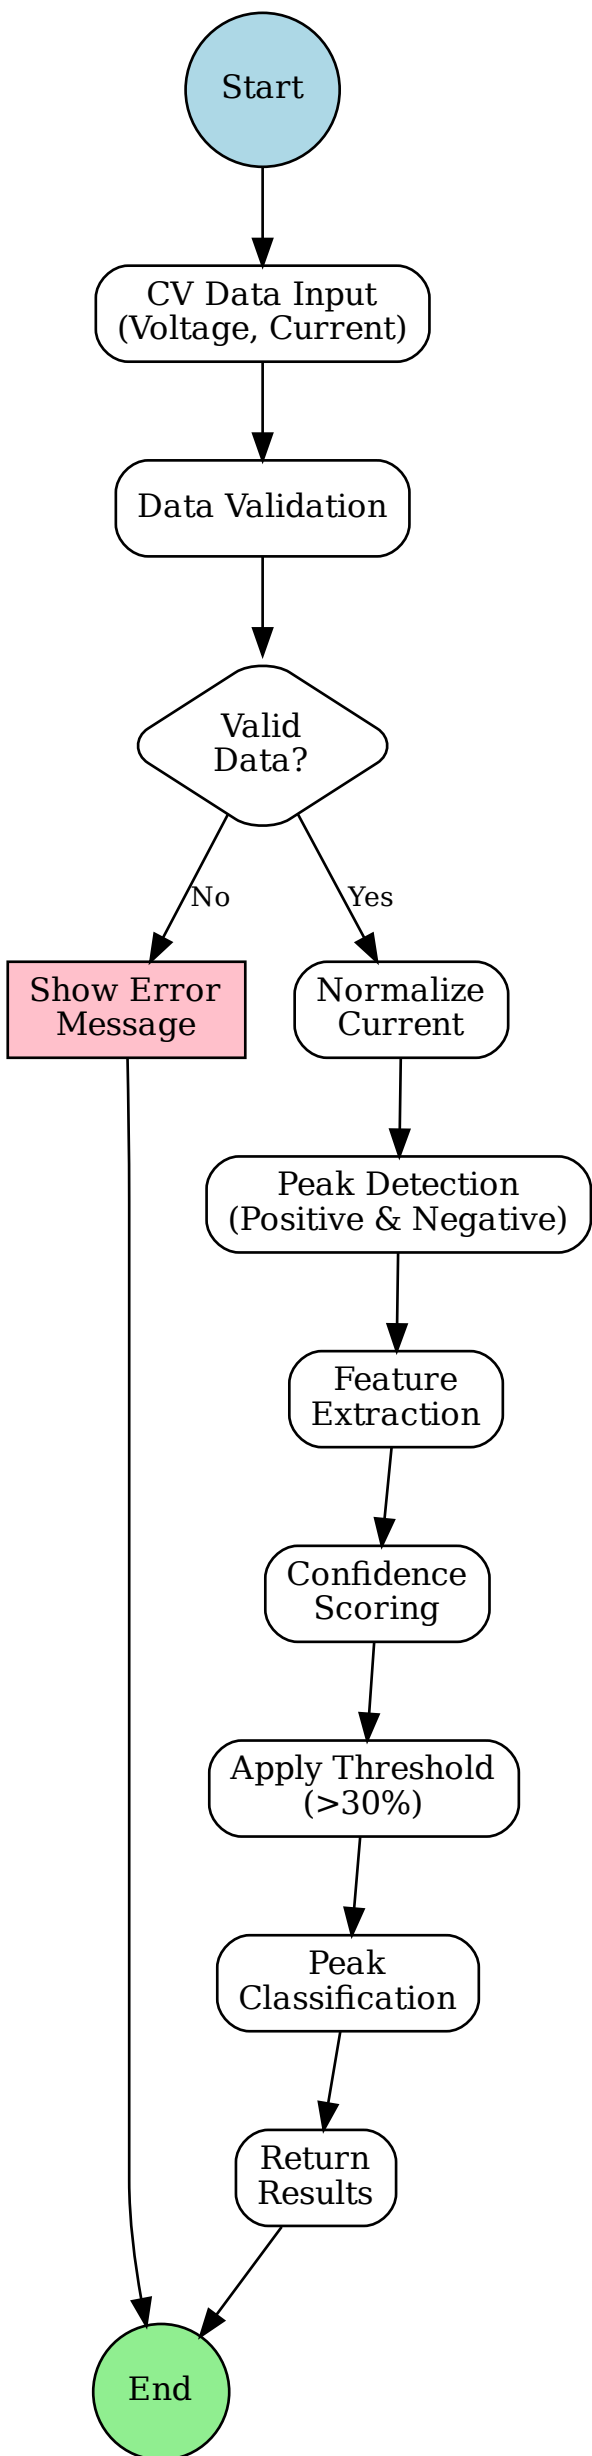 Start
CV Data Input
(Voltage, Current)
Data Validation
Valid
Data?
No
Yes
Show Error
Message
Normalize
Current
Peak Detection
(Positive & Negative)
Feature
Extraction
Confidence
Scoring
Apply Threshold
(>30%)
Peak
Classification
Return
Results
End